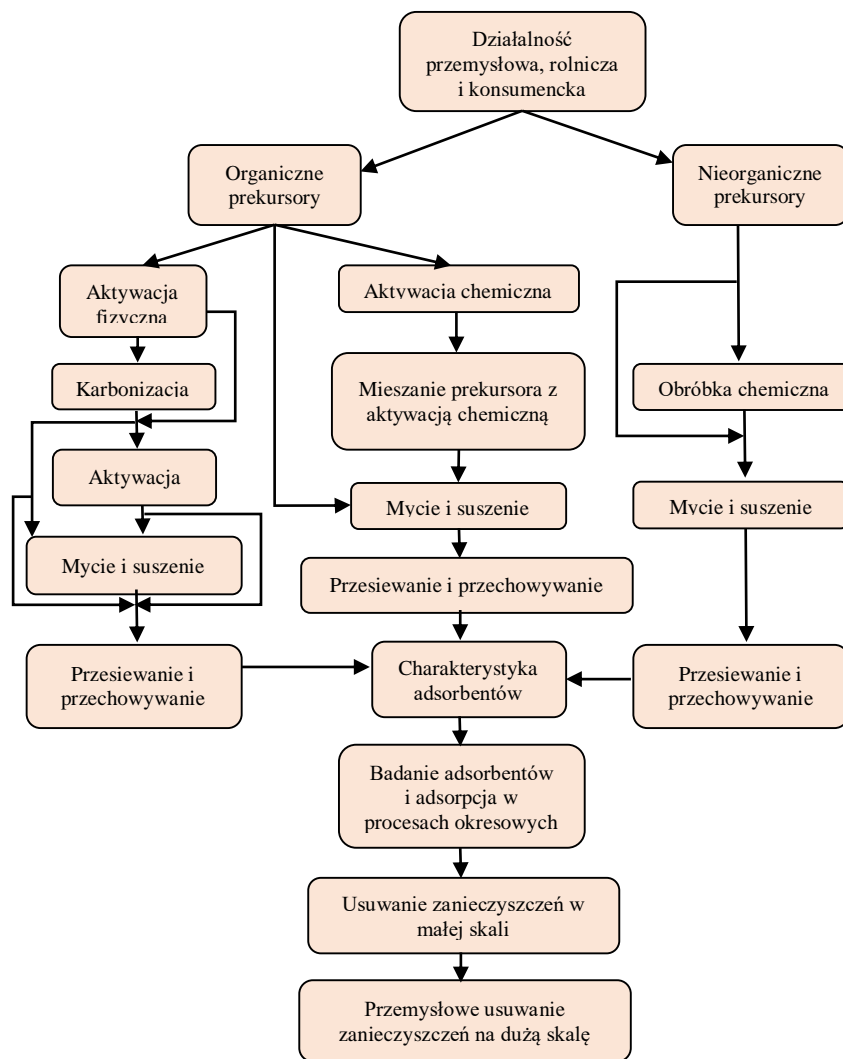 Działalność
przemysłowa, rolnicza
i konsumencka
Organiczne
prekursory
Nieorganiczne
prekursory
Aktywacja
fizyczna
Aktywacja chemiczna
Karbonizacja
Mieszanie prekursora z
aktywacją chemiczną
Obróbka chemiczna
Aktywacja
Mycie i suszenie
Mycie i suszenie
Mycie i suszenie
Przesiewanie i przechowywanie
Przesiewanie i
przechowywanie
Charakterystyka
adsorbentów
Przesiewanie i
przechowywanie
Badanie adsorbentów
i adsorpcja w
procesach okresowych
Usuwanie zanieczyszczeń w
małej skali
Przemysłowe usuwanie
zanieczyszczeń na dużą skalę